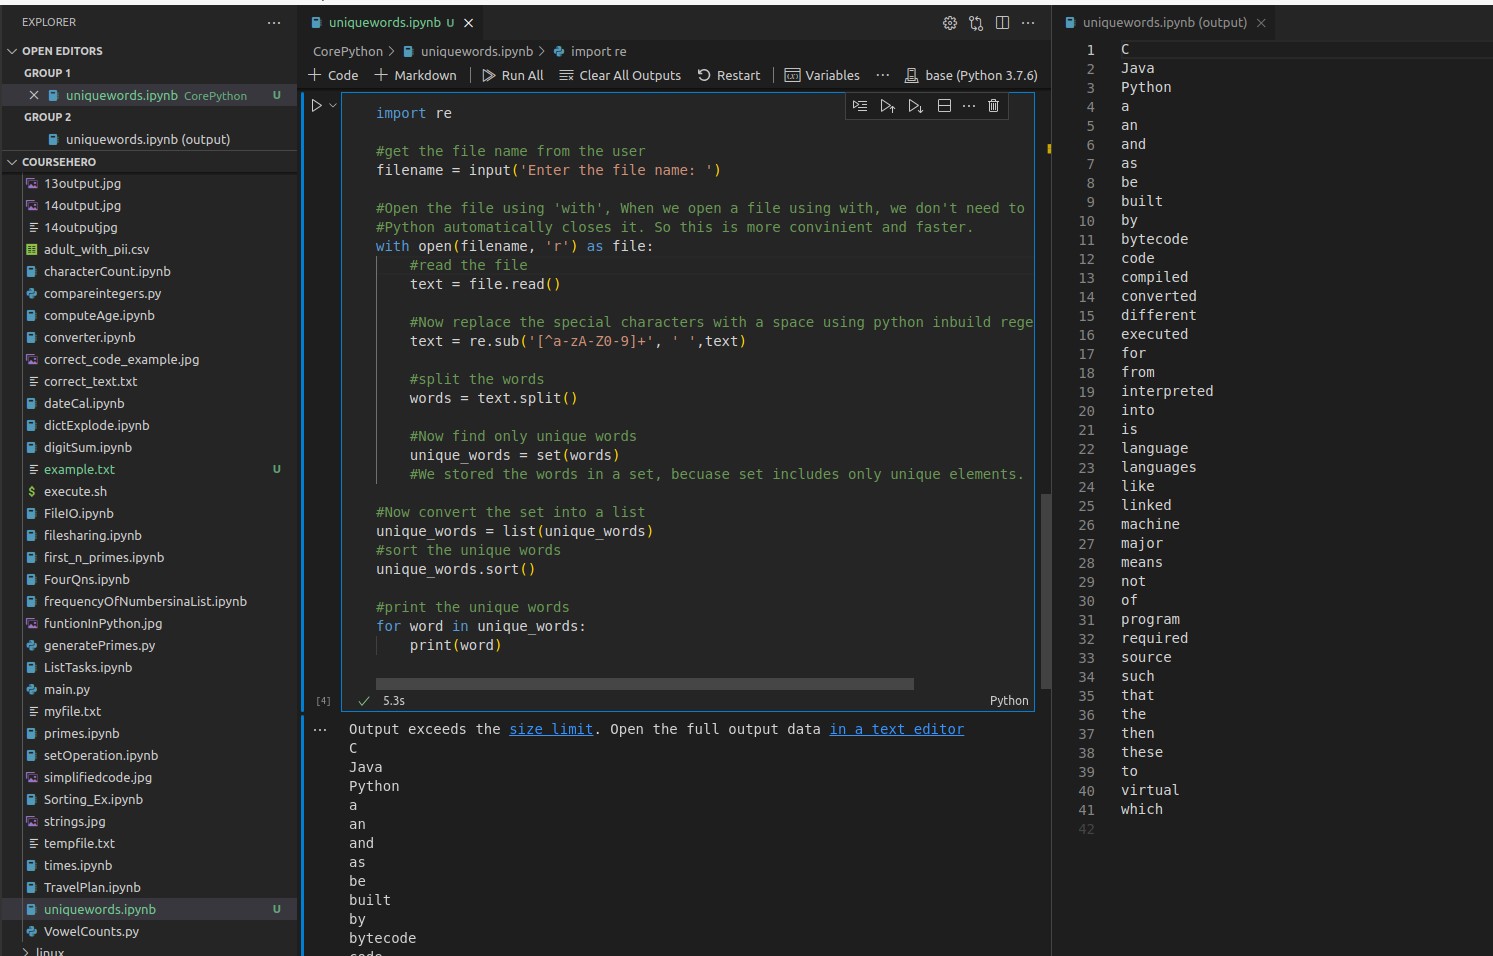 EXPLORER
OPEN EDITORS
GROUP 1
uniquewords.ipynb CorePython U
GROUP 2
uniquewords.ipynb (output)
COURSEHERO
13output.jpg
14output.jpg
14outputjpg
adult_with_pii.csv
characterCount.ipynb
compareintegers.py
computeAge.ipynb
converter.ipynb
correct_code_example.jpg
correct_text.txt
dateCal.ipynb
dictExplode.ipynb
digitSum.ipynb
example.txt U
execute.sh
FileIO.ipynb
filesharing.ipynb
first_n_primes.ipynb
FourQns.ipynb
frequencyOfNumbersinaList.ipynb
funtionInPython.jpg
generatePrimes.py
ListTasks.ipynb
main.py
myfile.txt
primes.ipynb
setOperation.ipynb
simplifiedcode.jpg
Sorting_Ex.ipynb
strings.jpg
tempfile.txt
times.ipynb
TravelPlan.ipynb
uniquewords.ipynb U
VowelCounts.py
linux
uniquewords.ipynb U
CorePython > uniquewords.ipynb > import re
+ Code + Markdown Run All Clear All Outputs Restart Variables ··· base (Python 3.7.6)
import re
#get the file name from the user
filename = input('Enter the file name: ')
#Open the file using 'with', When we open a file using with, we don't need to
#Python automatically closes it. So this is more convinient and faster.
with open(filename, 'r') as file:
#read the file
text = file.read()
#Now replace the special characters with a space using python inbuild rege
text = re.sub('[^a-zA-Z0-9]+', ' ',text)
#split the words
words = text.split()
#Now find only unique words
unique_words = set(words)
#We stored the words in a set, becuase set includes only unique elements.
#Now convert the set into a list
unique_words = list(unique_words)
#sort the unique words
unique_words.sort()
#print the unique words
for word in unique_words:
print(word)
[4] 5.3s Python
Output exceeds the size limit. Open the full output data in a text editor
C
Java
Python
a
an
and
as
be
built
by
bytecode
code
uniquewords.ipynb (output)
1 C
2 Java
3 Python
4 a
5 an
6 and
7 as
8 be
9 built
10 by
11 bytecode
12 code
13 compiled
14 converted
15 different
16 executed
17 for
18 from
19 interpreted
20 into
21 is
22 language
23 languages
24 like
25 linked
26 machine
27 major
28 means
29 not
30 of
31 program
32 required
33 source
34 such
35 that
36 the
37 then
38 these
39 to
40 virtual
41 which
42